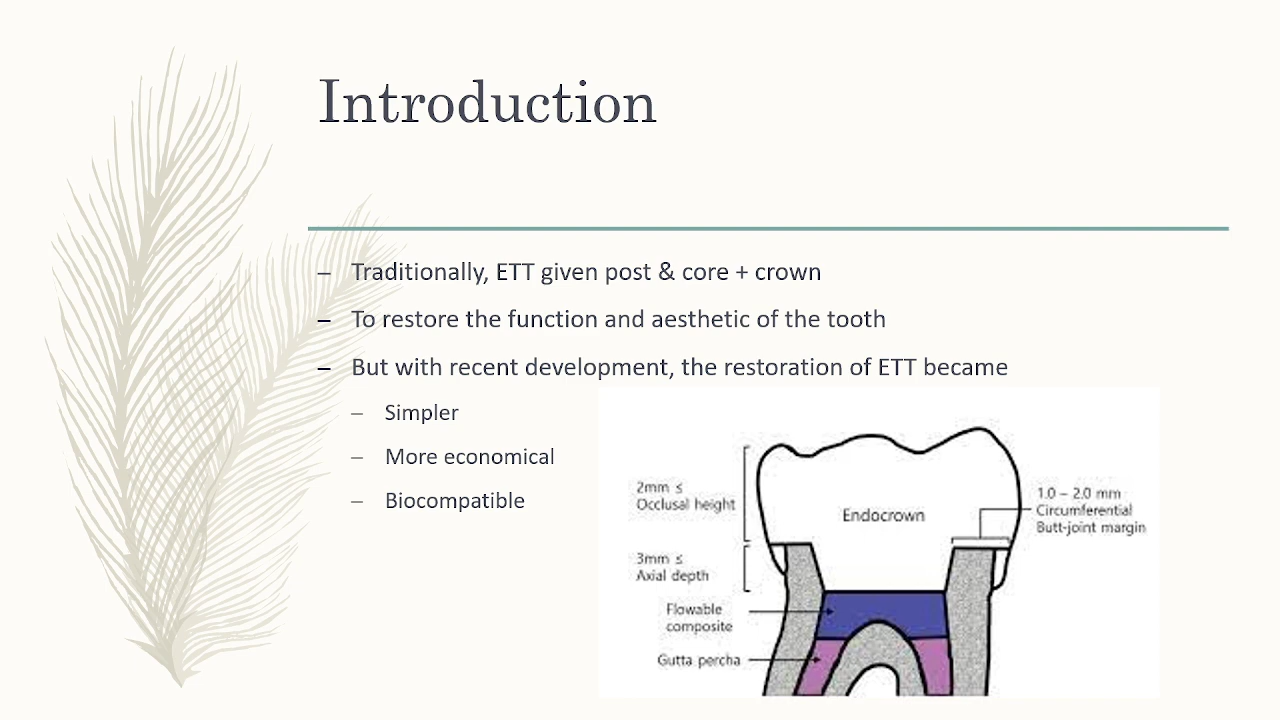 Introduction
– Traditionally, ETT given post & core + crown
– To restore the function and aesthetic of the tooth
– But with recent development, the restoration of ETT became
– Simpler
– More economical
– Biocompatible
2mm ≤
Occlusal height
Endocrown
1.0 – 2.0 mm
Circumferential
Butt-joint margin
3mm ≤
Axial depth
Flowable
composite
Gutta percha